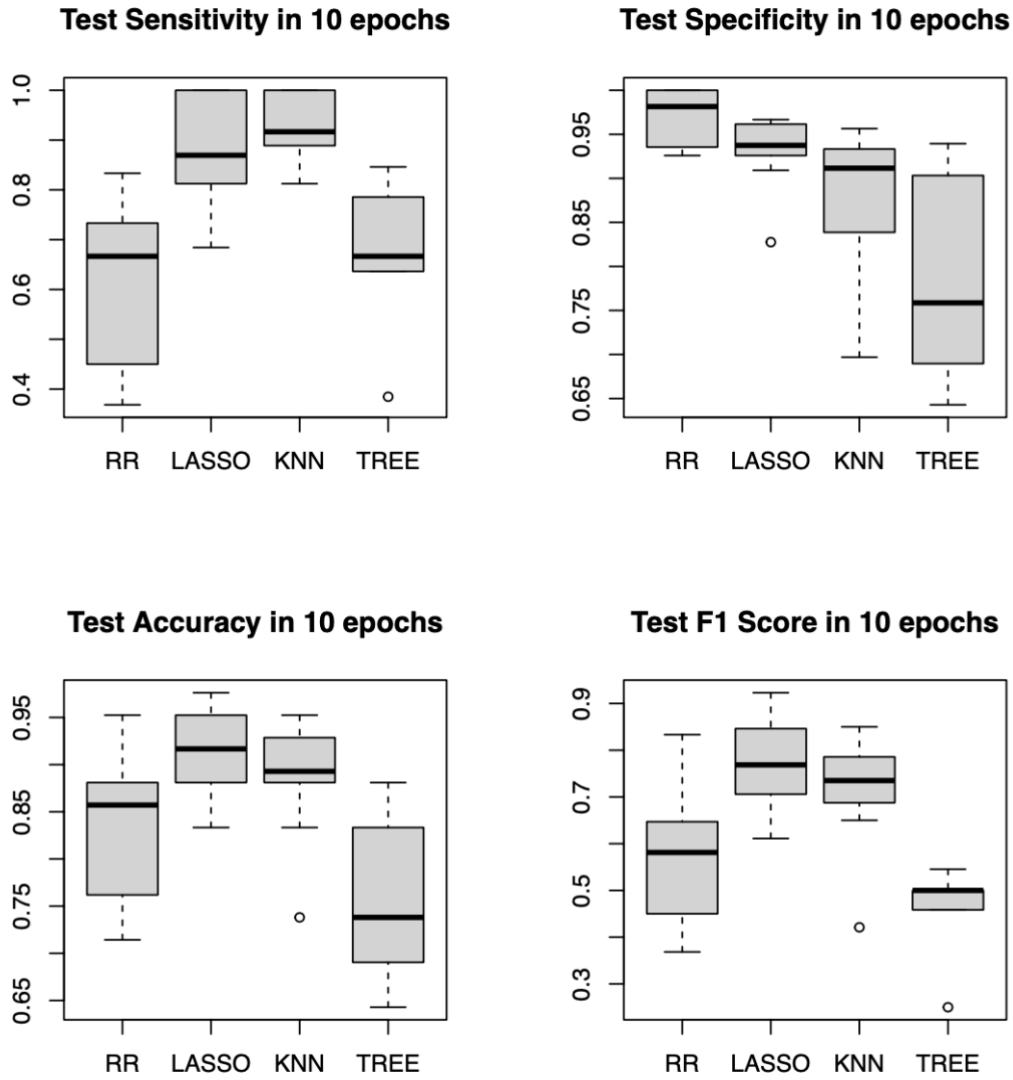 Test Sensitivity in 10 epochs
1.0
0.8
0.6
0.4
RR LASSO KNN TREE
Test Specificity in 10 epochs
0.95
0.85
0.75
0.65
RR LASSO KNN TREE
Test Accuracy in 10 epochs
0.95
0.85
0.75
0.65
RR LASSO KNN TREE
Test F1 Score in 10 epochs
0.9
0.7
0.5
0.3
RR LASSO KNN TREE